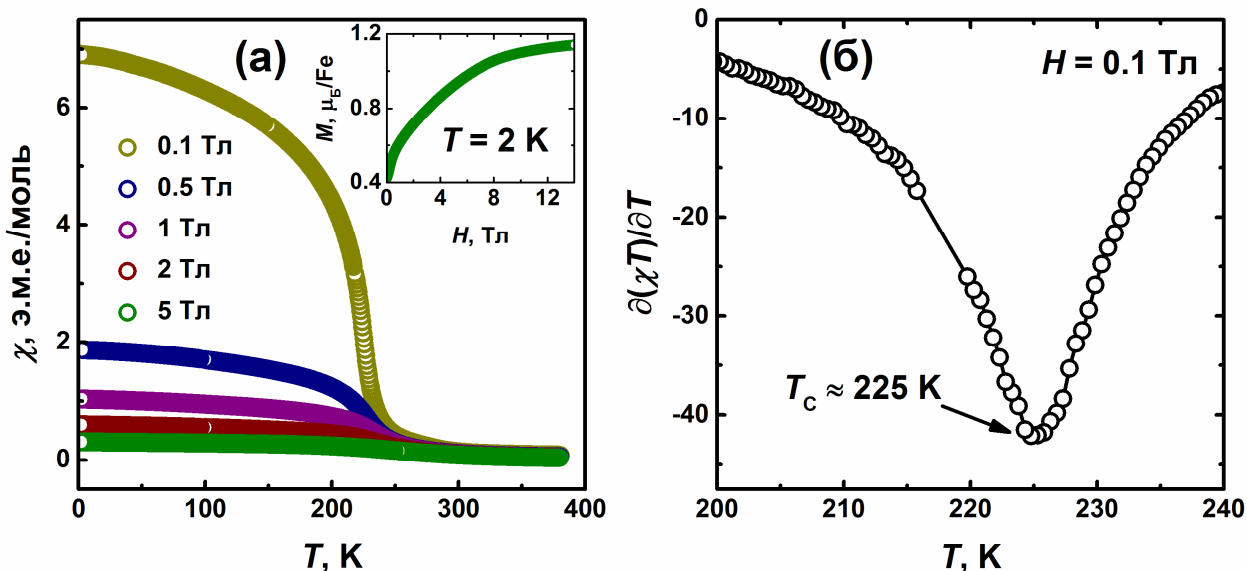 (а)
χ, э.м.е./моль
6
4
2
0
0.1 Тл
0.5 Тл
1 Тл
2 Тл
5 Тл
0
100
200
300
400
T, K
M, μБ/Fe
1.2
0.8
0.4
T = 2 K
0
4
8
12
H, Тл
(б)
H = 0.1 Тл
∂(χT)/∂T
0
-10
-20
-30
-40
TC ≈ 225 K
200
210
220
230
240
T, K